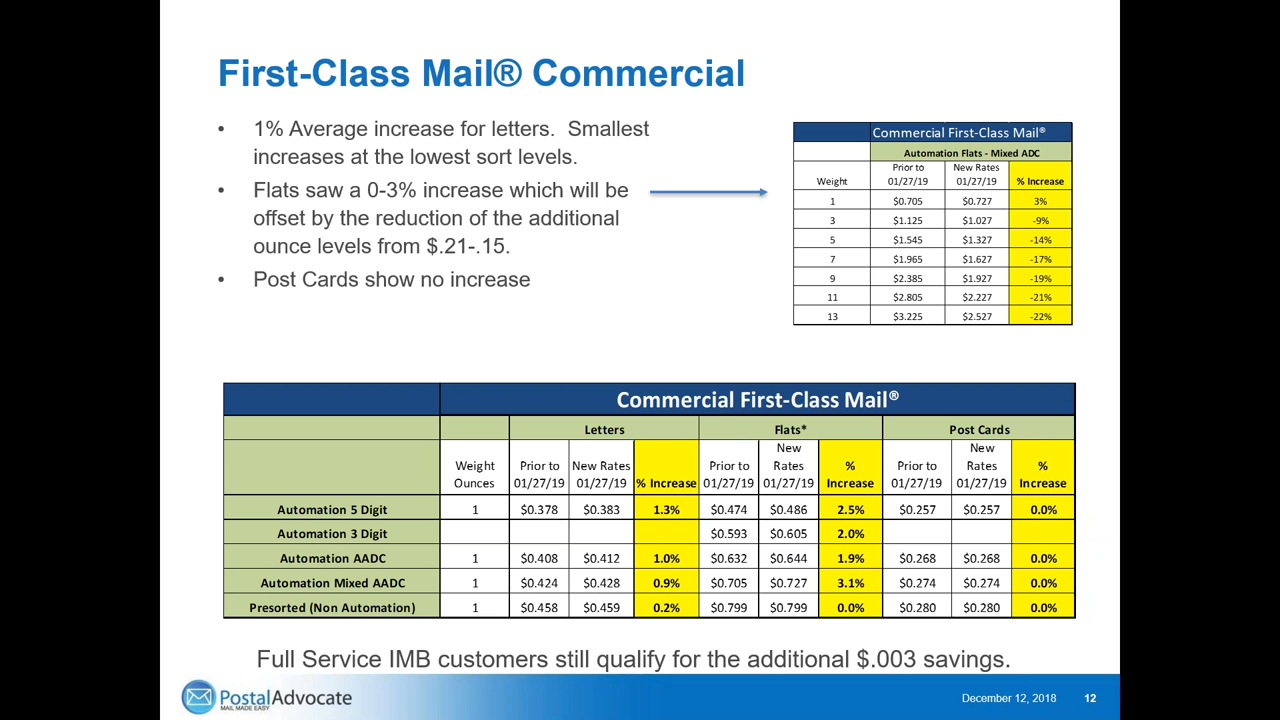 First-Class Mail® Commercial
• 1% Average increase for letters.  Smallest
increases at the lowest sort levels.
• Flats saw a 0-3% increase which will be
offset by the reduction of the additional
ounce levels from $.21-.15.
• Post Cards show no increase
Commercial First-Class Mail®
Automation Flats - Mixed ADC
Weight Prior to 01/27/19 New Rates 01/27/19 % Increase
1 $0.705 $0.727 3%
3 $1.125 $1.027 -9%
5 $1.545 $1.327 -14%
7 $1.965 $1.627 -17%
9 $2.385 $1.927 -19%
11 $2.805 $2.227 -21%
13 $3.225 $2.527 -22%
Commercial First-Class Mail®
Letters Flats* Post Cards
Weight Ounces Prior to 01/27/19 New Rates 01/27/19 % Increase Prior to 01/27/19 New Rates 01/27/19 % Increase Prior to 01/27/19 New Rates 01/27/19 % Increase
Automation 5 Digit 1 $0.378 $0.383 1.3% $0.474 $0.486 2.5% $0.257 $0.257 0.0%
Automation 3 Digit $0.593 $0.605 2.0%
Automation AADC 1 $0.408 $0.412 1.0% $0.632 $0.644 1.9% $0.268 $0.268 0.0%
Automation Mixed AADC 1 $0.424 $0.428 0.9% $0.705 $0.727 3.1% $0.274 $0.274 0.0%
Presorted (Non Automation) 1 $0.458 $0.459 0.2% $0.799 $0.799 0.0% $0.280 $0.280 0.0%
Full Service IMB customers still qualify for the additional $.003 savings.
PostalAdvocate
MAIL MADE EASY
December 12, 2018 12